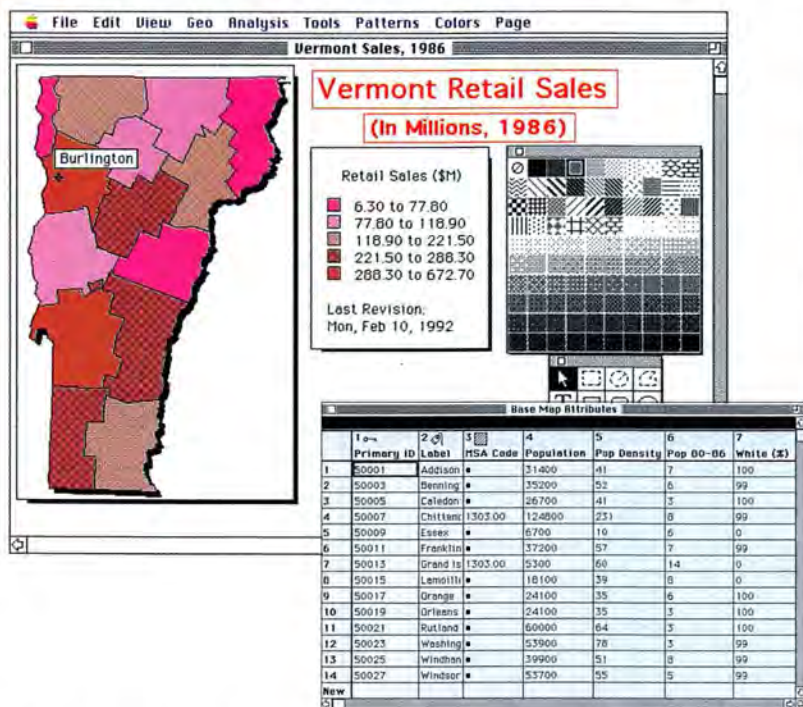 File Edit View Geo Analysis Tools Patterns Colors Page
Vermont Sales, 1986
Vermont Retail Sales
(In Millions, 1986)
Burlington
Retail Sales ($M)
6.30 to 77.80
77.80 to 118.90
118.90 to 221.50
221.50 to 288.30
288.30 to 672.70
Last Revision:
Mon, Feb 10, 1992
Base Map Attributes
1 2 3 4 5 6 7
Primary ID Label MSA Code Population Pop Density Pop 80-86 White (%)
1 50001 Addison 31400 41 7 100
2 50003 Benning 35200 52 6 99
3 50005 Caledon 26700 41 3 100
4 50007 Chittenc 1303.00 124800 231 8 99
5 50009 Essex 6700 10 6 0
6 50011 Franklin 37200 57 7 99
7 50013 Grand Is 1303.00 5300 60 14 0
8 50015 Lamoille 18100 39 8 0
9 50017 Orange 24100 35 6 100
10 50019 Orleans 24100 35 3 100
11 50021 Rutland 60000 64 3 100
12 50023 Washing 53900 78 3 99
13 50025 Windham 39900 51 8 99
14 50027 Windsor 53700 55 5 99
New